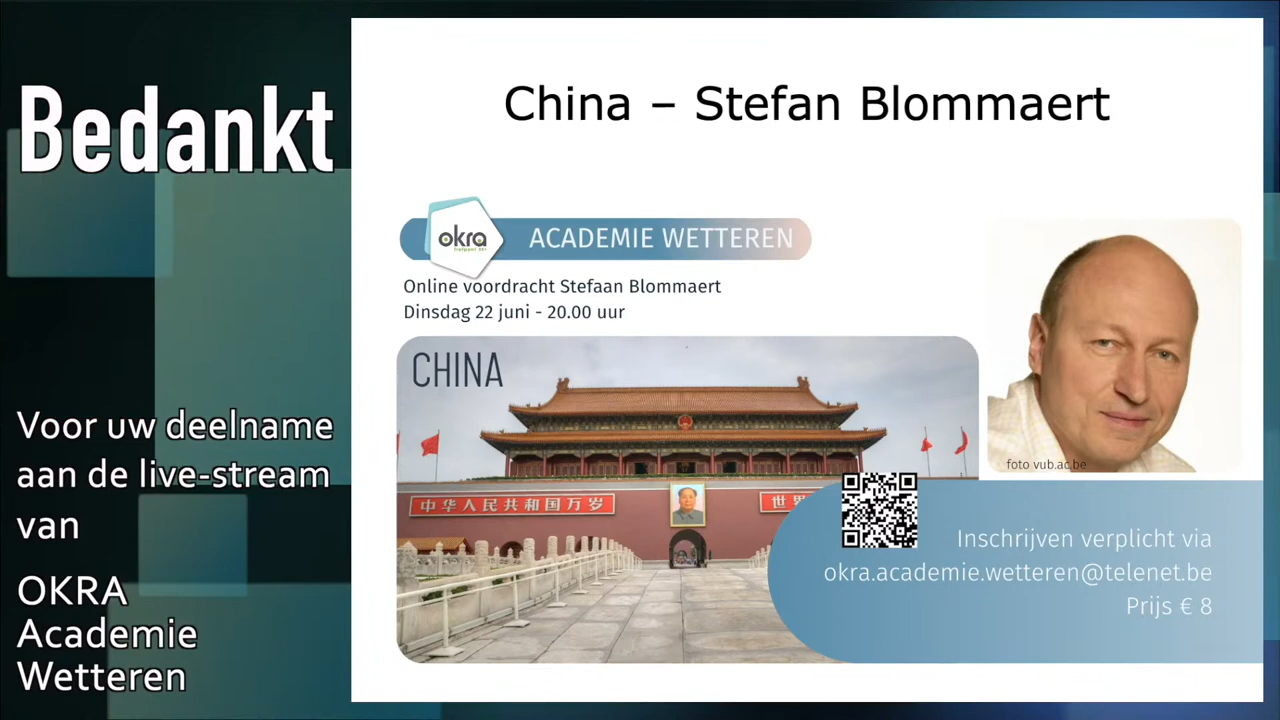 Bedankt
Voor uw deelname
aan de live-stream
van
OKRA
Academie
Wetteren
China – Stefan Blommaert
okra
trefpunt 55+
ACADEMIE WETTEREN
Online voordracht Stefaan Blommaert
Dinsdag 22 juni - 20.00 uur
CHINA
中华人民共和国万岁
世界
foto vub.ac.be
Inschrijven verplicht via
okra.academie.wetteren@telenet.be
Prijs € 8